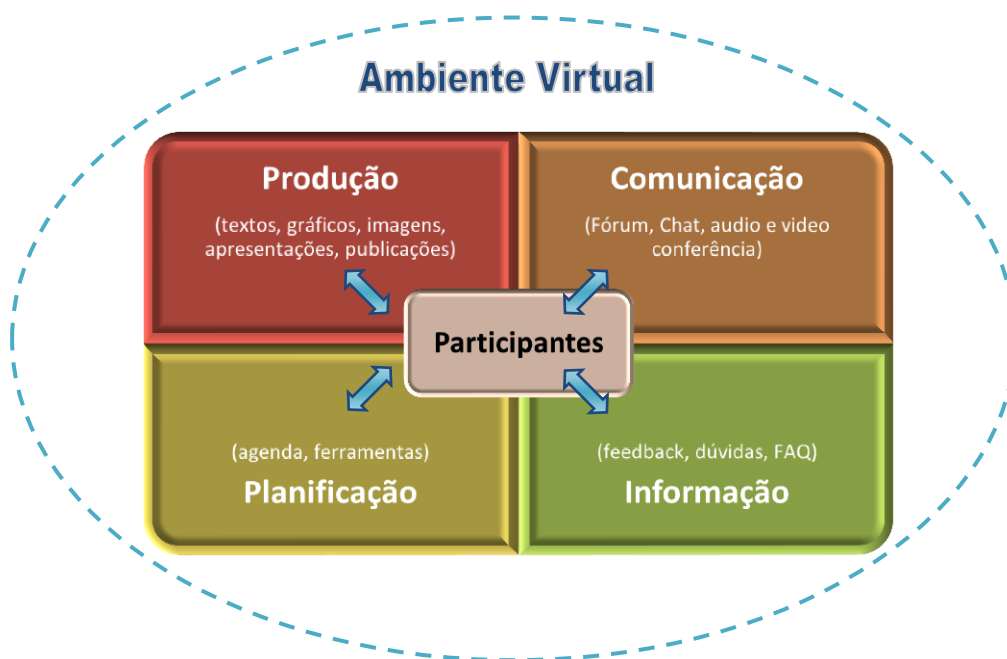 Ambiente Virtual
Produção
(textos, gráficos, imagens,
apresentações, publicações)
Comunicação
(Fórum, Chat, audio e video
conferência)
Participantes
(agenda, ferramentas)
Planificação
(feedback, dúvidas, FAQ)
Informação